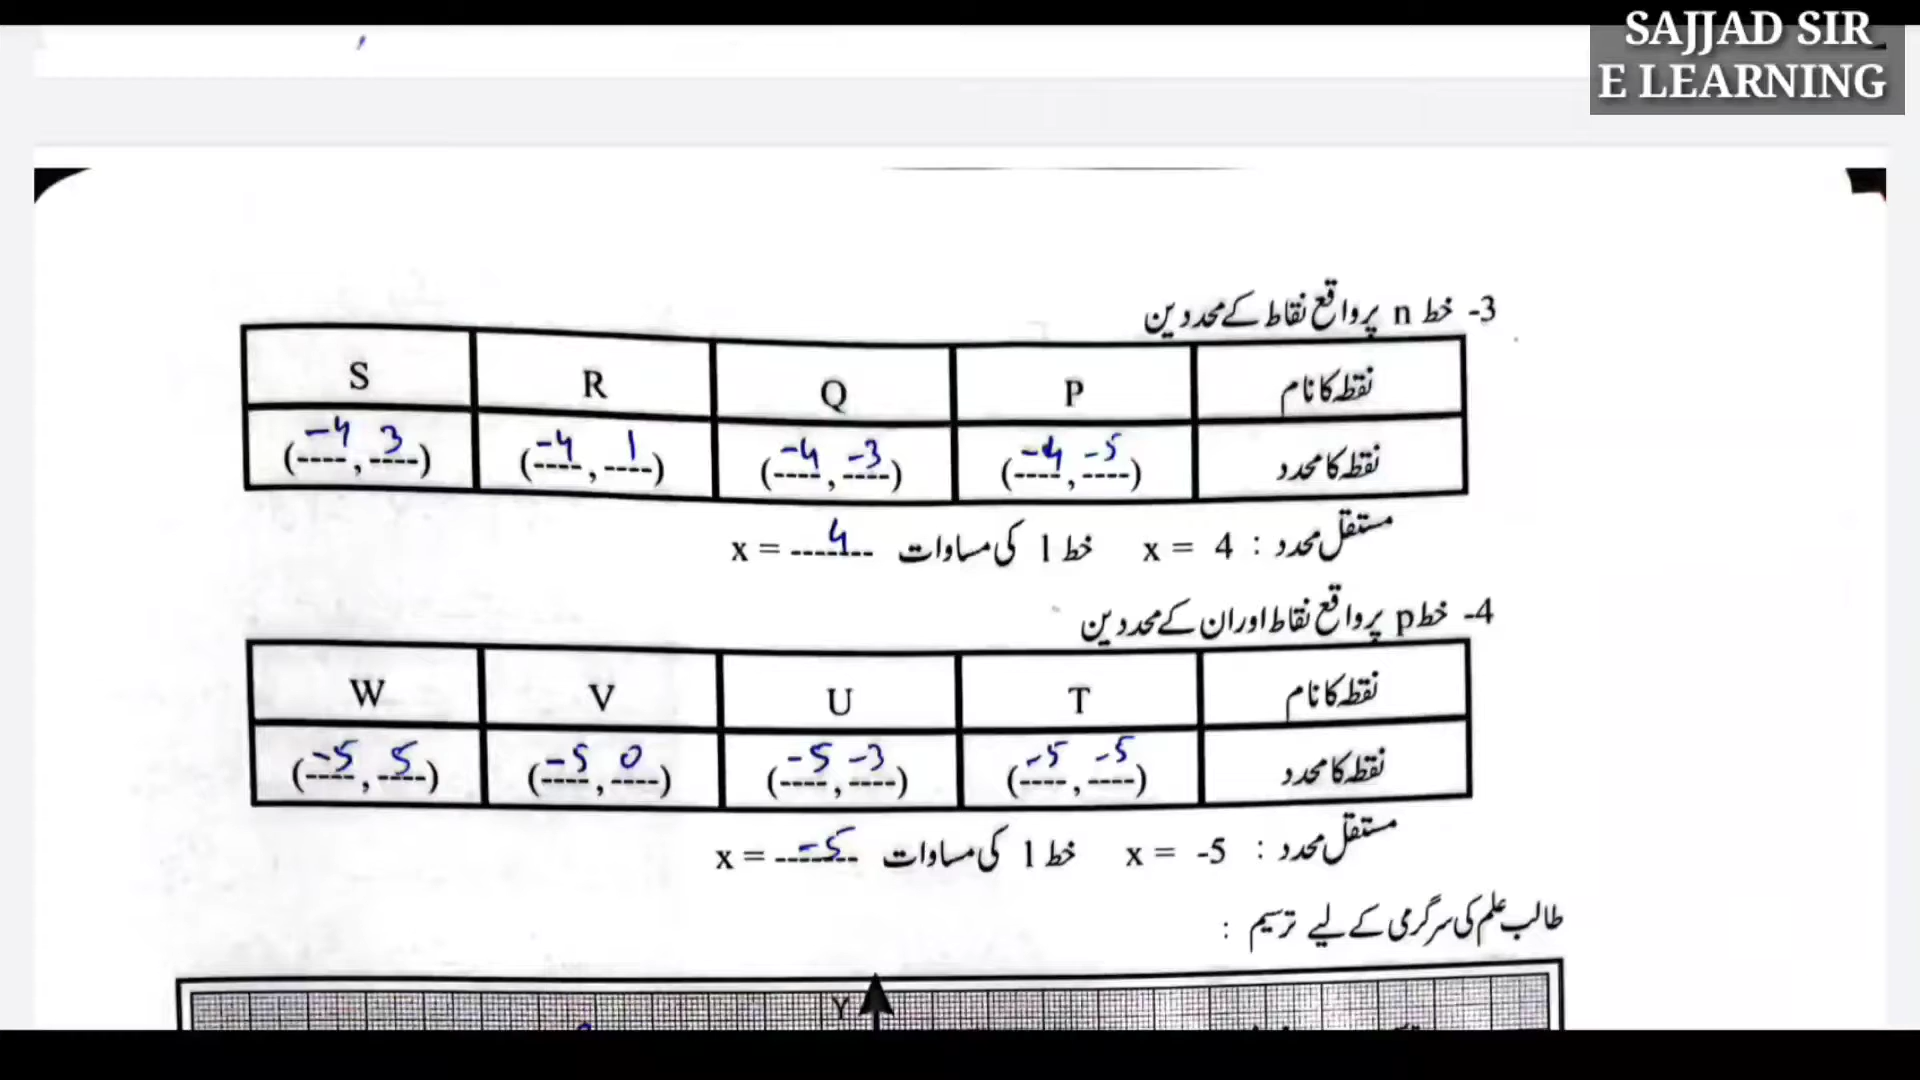 SAJJAD SIR
E LEARNING
3- خط n پر واقع نقاط کے محددین
نقطہ کا نام P Q R S
نقطہ کا محدد (-4, -5) (-4, -3) (-4, 1) (-4, 3)
مستقل محدد : x = 4 خط l کی مساوات x = 4
4- خط p پر واقع نقاط اور ان کے محددین
نقطہ کا نام T U V W
نقطہ کا محدد (-5, -5) (-5, -3) (-5, 0) (-5, 5)
مستقل محدد : x = -5 خط l کی مساوات x = -5
طالب علم کی سرگرمی کے لیے ترسیم :
Y